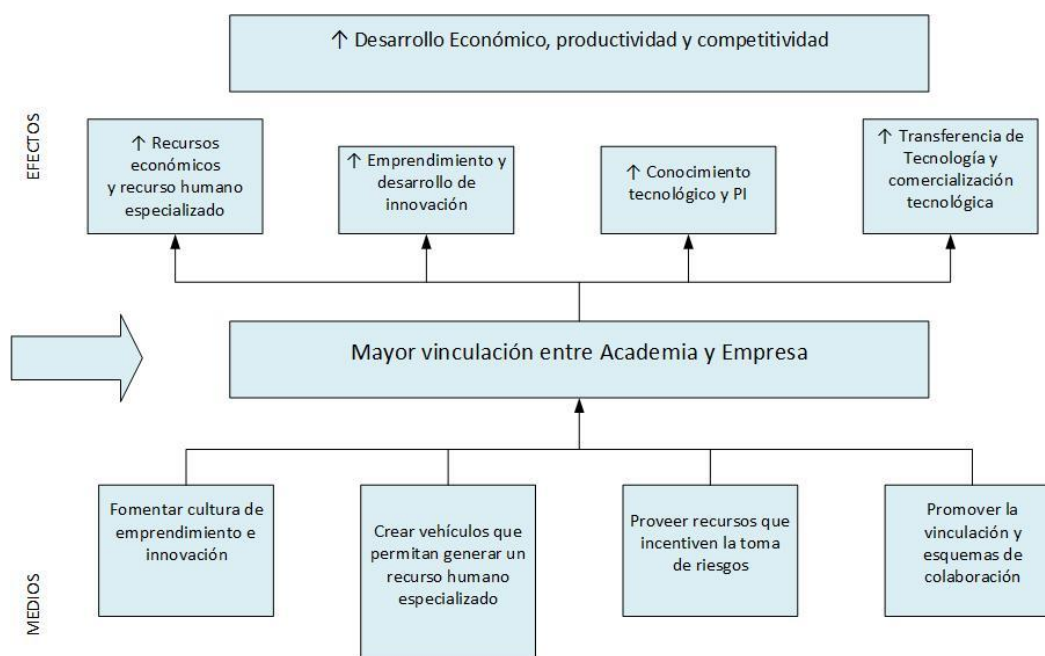 ↑ Desarrollo Económico, productividad y competitividad
EFECTOS
↑ Recursos
económicos
y recurso humano
especializado
↑ Emprendimiento y
desarrollo de
innovación
↑ Conocimiento
tecnológico y PI
↑ Transferencia de
Tecnología y
comercialización
tecnológica
Mayor vinculación entre Academia y Empresa
MEDIOS
Fomentar cultura de
emprendimiento e
innovación
Crear vehículos que
permitan generar un
recurso humano
especializado
Proveer recursos que
incentiven la toma
de riesgos
Promover la
vinculación y
esquemas de
colaboración